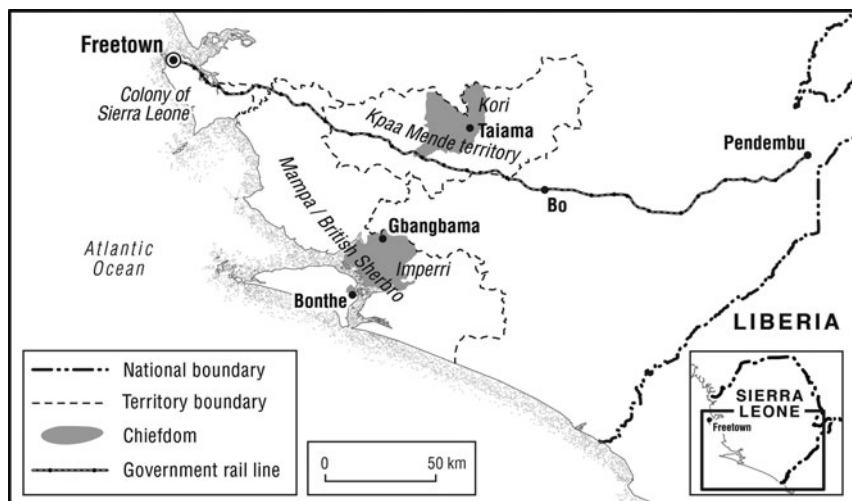 Freetown
Colony of
Sierra Leone
Kori
Taiama
Kpaa Mende territory
Pendembu
Bo
Mampa / British Sherbro
Gbangbama
Imperri
Atlantic
Ocean
Bonthe
LIBERIA
National boundary
Territory boundary
Chiefdom
Government rail line
0 50 km
SIERRA
LEONE
Freetown